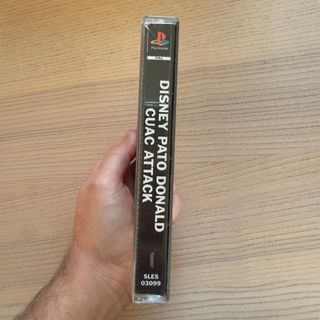 PlayStation
PAL
DISNEY PATO DONALD
CUAC ATTACK
SLES
03099